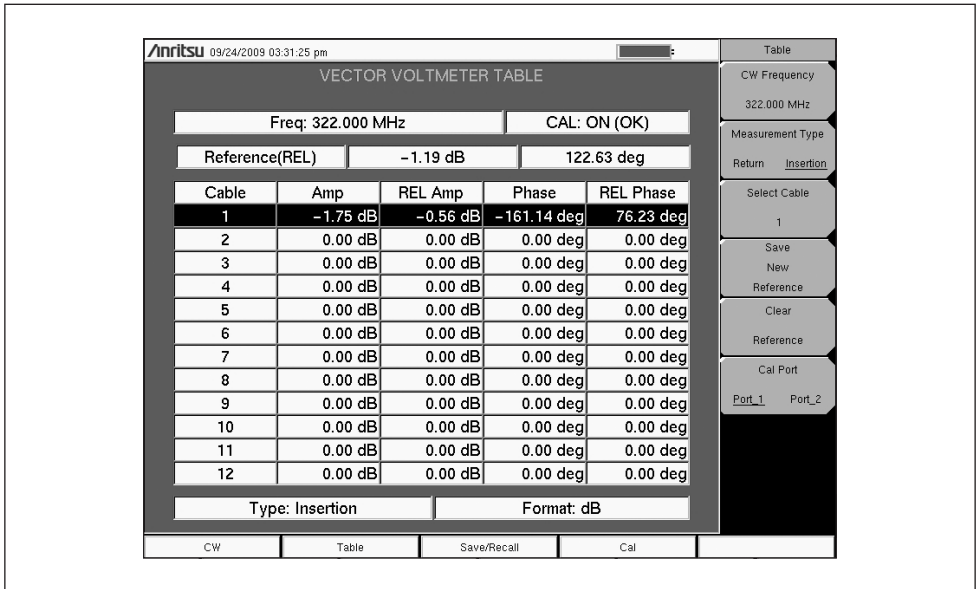 Anritsu 09/24/2009 03:31:25 pm
VECTOR VOLTMETER TABLE
Freq: 322.000 MHz CAL: ON (OK)
Reference(REL) −1.19 dB 122.63 deg
Cable Amp REL Amp Phase REL Phase
1 −1.75 dB −0.56 dB −161.14 deg 76.23 deg
2 0.00 dB 0.00 dB 0.00 deg 0.00 deg
3 0.00 dB 0.00 dB 0.00 deg 0.00 deg
4 0.00 dB 0.00 dB 0.00 deg 0.00 deg
5 0.00 dB 0.00 dB 0.00 deg 0.00 deg
6 0.00 dB 0.00 dB 0.00 deg 0.00 deg
7 0.00 dB 0.00 dB 0.00 deg 0.00 deg
8 0.00 dB 0.00 dB 0.00 deg 0.00 deg
9 0.00 dB 0.00 dB 0.00 deg 0.00 deg
10 0.00 dB 0.00 dB 0.00 deg 0.00 deg
11 0.00 dB 0.00 dB 0.00 deg 0.00 deg
12 0.00 dB 0.00 dB 0.00 deg 0.00 deg
Type: Insertion Format: dB
Table
CW Frequency
322.000 MHz
Measurement Type
Return Insertion
Select Cable
1
Save
New
Reference
Clear
Reference
Cal Port
Port_1 Port_2
CW Table Save/Recall Cal